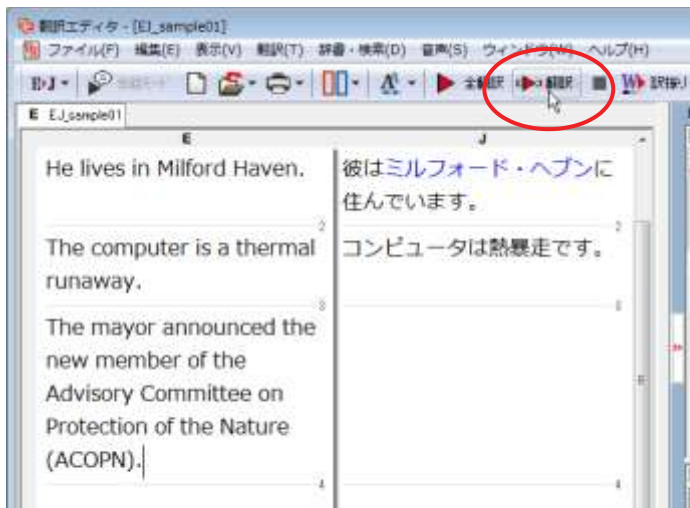 翻訳エディタ - [EJ_sample01]
ファイル(F) 編集(E) 表示(V) 翻訳(T) 辞書・検索(D) 音声(S) ウィンドウ(W) ヘルプ(H)
全翻訳 翻訳
E EJ_sample01
E J
He lives in Milford Haven.
彼はミルフォード・ヘブンに
住んでいます。
2 2
The computer is a thermal
runaway.
コンピュータは熱暴走です。
3 3
The mayor announced the
new member of the
Advisory Committee on
Protection of the Nature
(ACOPN).
4 4